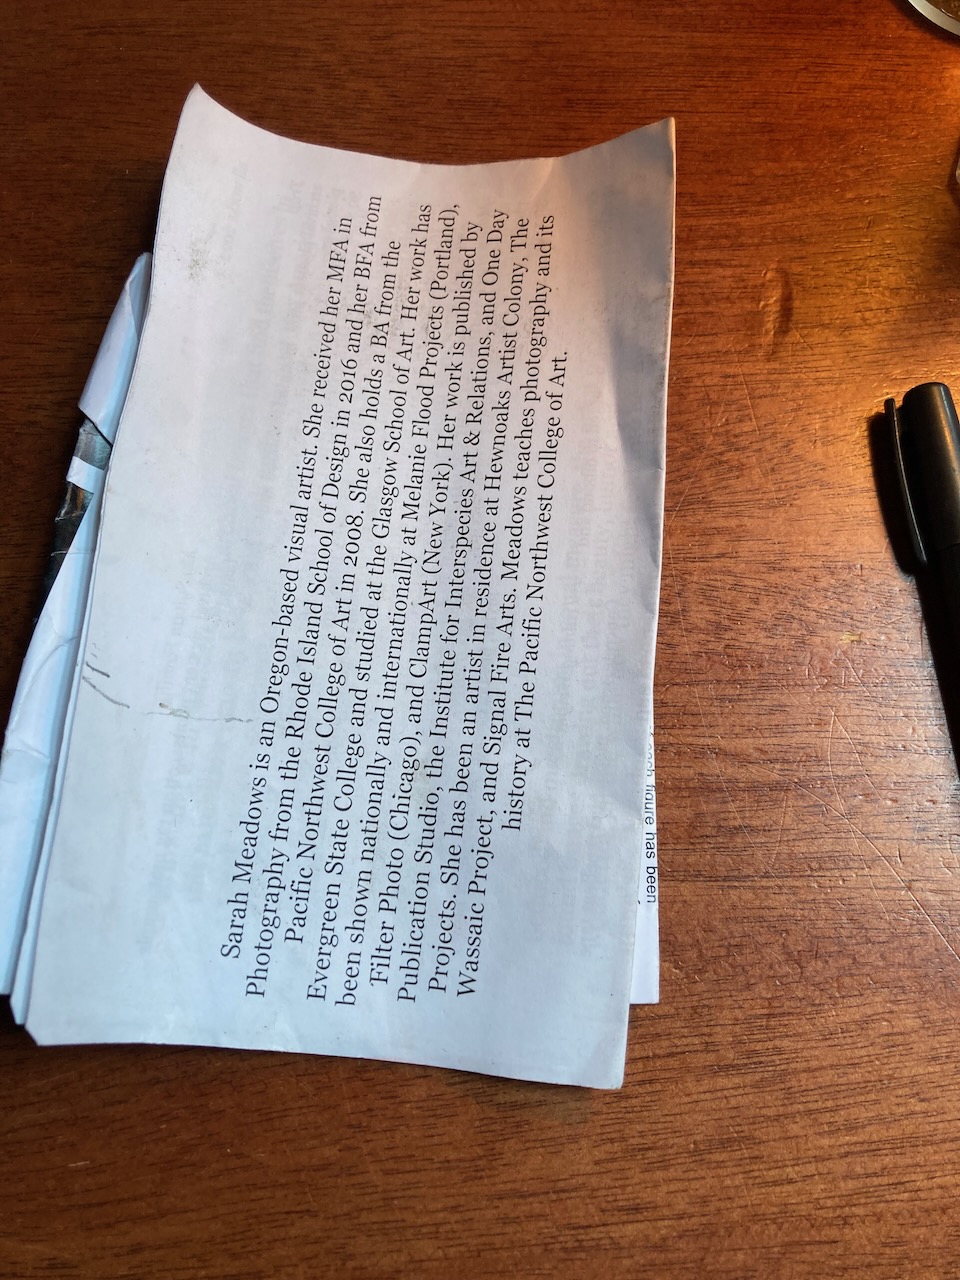 Sarah Meadows is an Oregon-based visual artist. She received her MFA in
Photography from the Rhode Island School of Design in 2016 and her BFA from
Pacific Northwest College of Art in 2008. She also holds a BA from the
Evergreen State College and studied at the Glasgow School of Art. Her work has
been shown nationally and internationally at Melanie Flood Projects (Portland),
Filter Photo (Chicago), and ClampArt (New York). Her work is published by
Publication Studio, the Institute for Interspecies Art & Relations, and One Day
Projects. She has been an artist in residence at Hewnoaks Artist Colony, The
Wassaic Project, and Signal Fire Arts. Meadows teaches photography and its
history at The Pacific Northwest College of Art.
figure has been